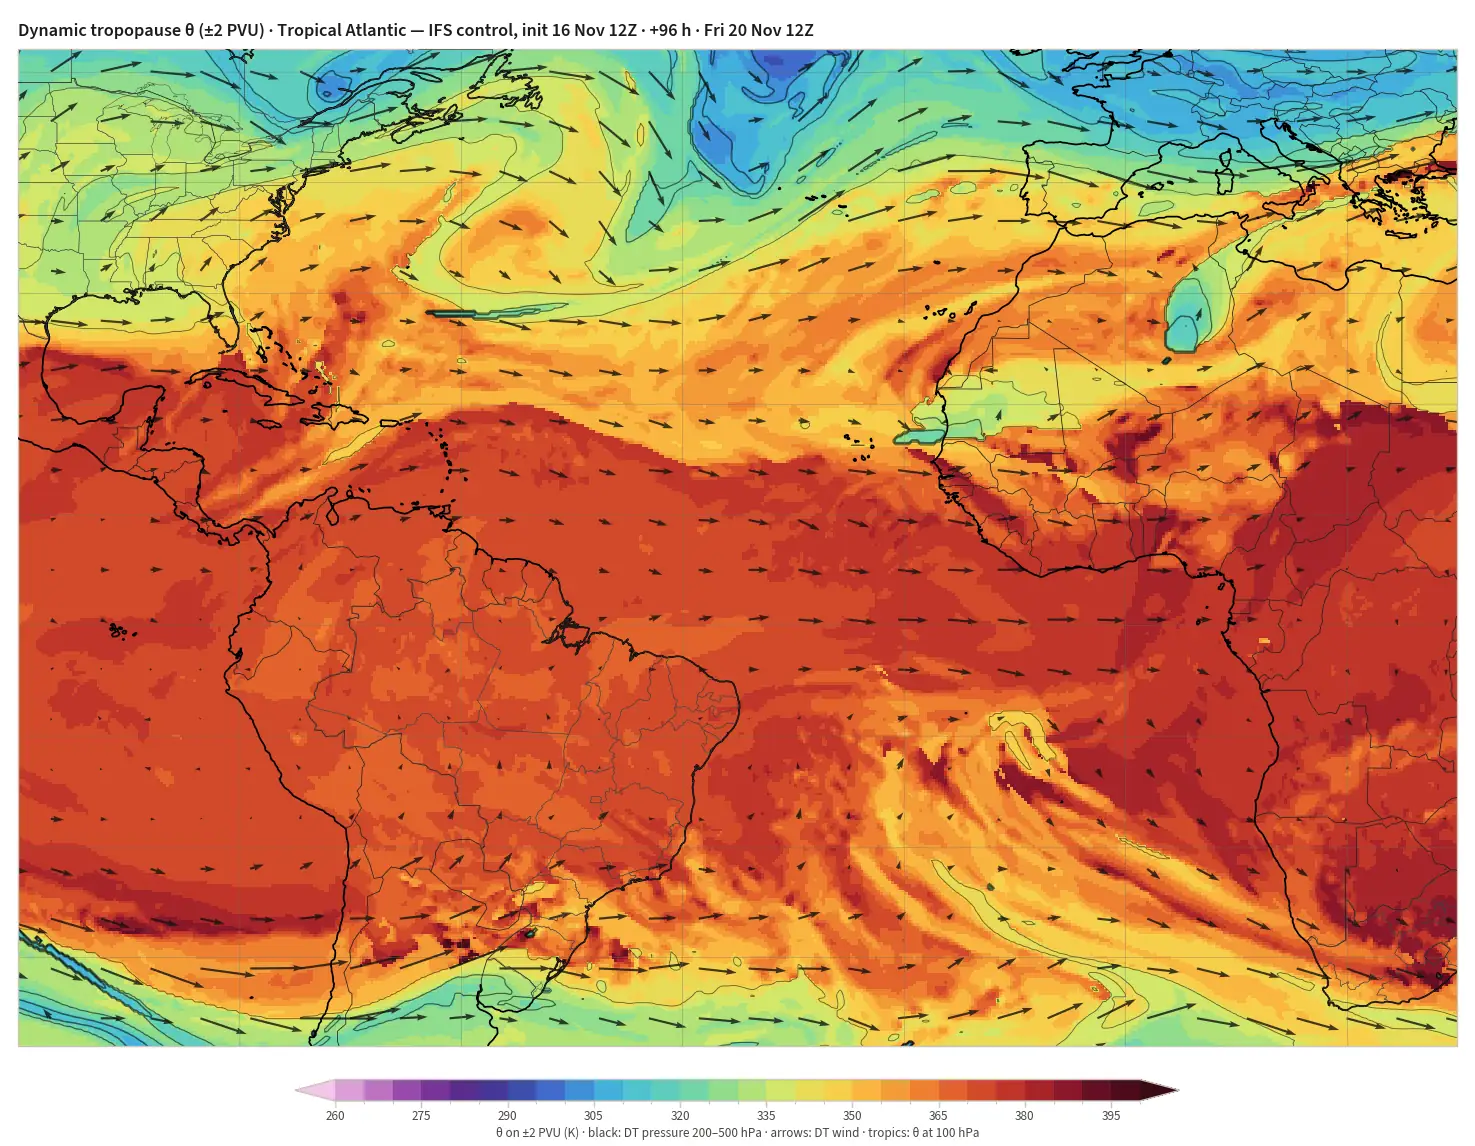 Dynamic tropopause θ (±2 PVU) · Tropical Atlantic — IFS control, init 16 Nov 12Z · +96 h · Fri 20 Nov 12Z
260 275 290 305 320 335 350 365 380 395
θ on ±2 PVU (K) · black: DT pressure 200–500 hPa · arrows: DT wind · tropics: θ at 100 hPa